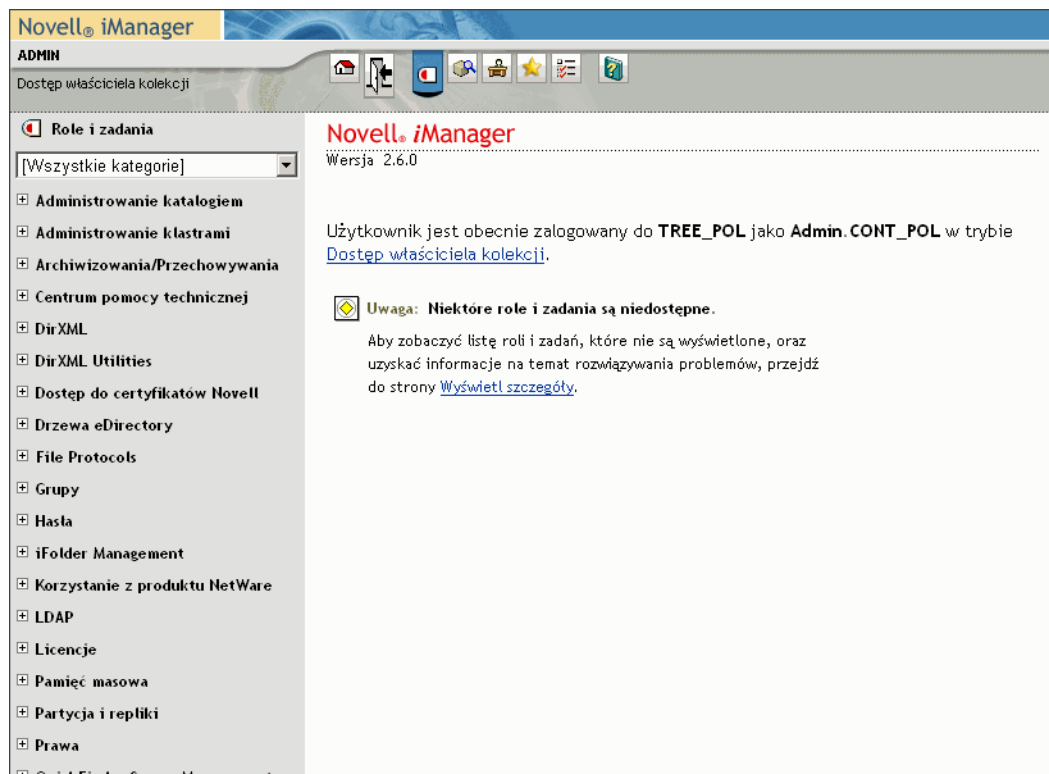 Novell® iManager
ADMIN
Dostęp właściciela kolekcji
Role i zadania
[Wszystkie kategorie]
Administrowanie katalogiem
Administrowanie klastrami
Archiwizowania/Przechowywania
Centrum pomocy technicznej
DirXML
DirXML Utilities
Dostęp do certyfikatów Novell
Drzewa eDirectory
File Protocols
Grupy
Hasła
iFolder Management
Korzystanie z produktu NetWare
LDAP
Licencje
Pamięć masowa
Partycja i repliki
Prawa
Novell® iManager
Wersja 2.6.0
Użytkownik jest obecnie zalogowany do TREE_POL jako Admin.CONT_POL w trybie
Dostęp właściciela kolekcji.
Uwaga: Niektóre role i zadania są niedostępne.
Aby zobaczyć listę roli i zadań, które nie są wyświetlone, oraz
uzyskać informacje na temat rozwiązywania problemów, przejdź
do strony Wyświetl szczegóły.